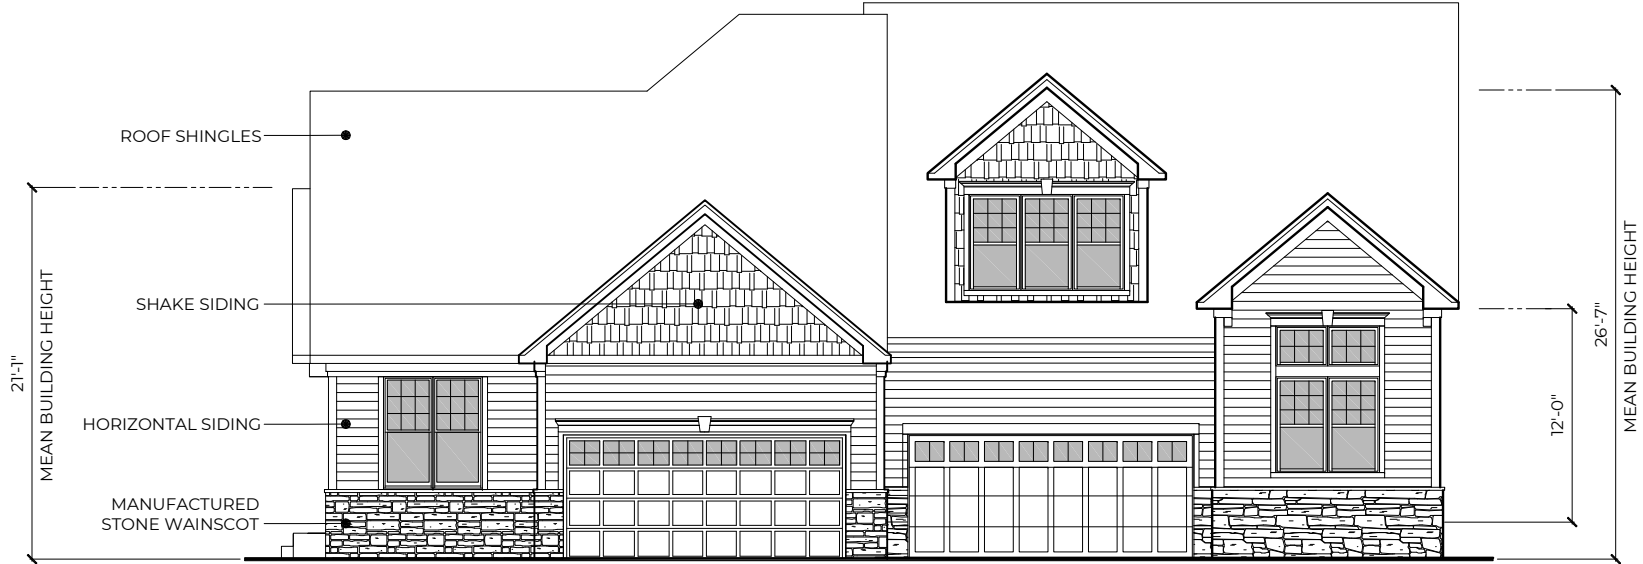 ROOF SHINGLES
SHAKE SIDING
HORIZONTAL SIDING
MANUFACTURED
STONE WAINSCOT
21'-1"
MEAN BUILDING HEIGHT
12'-0"
26'-7"
MEAN BUILDING HEIGHT